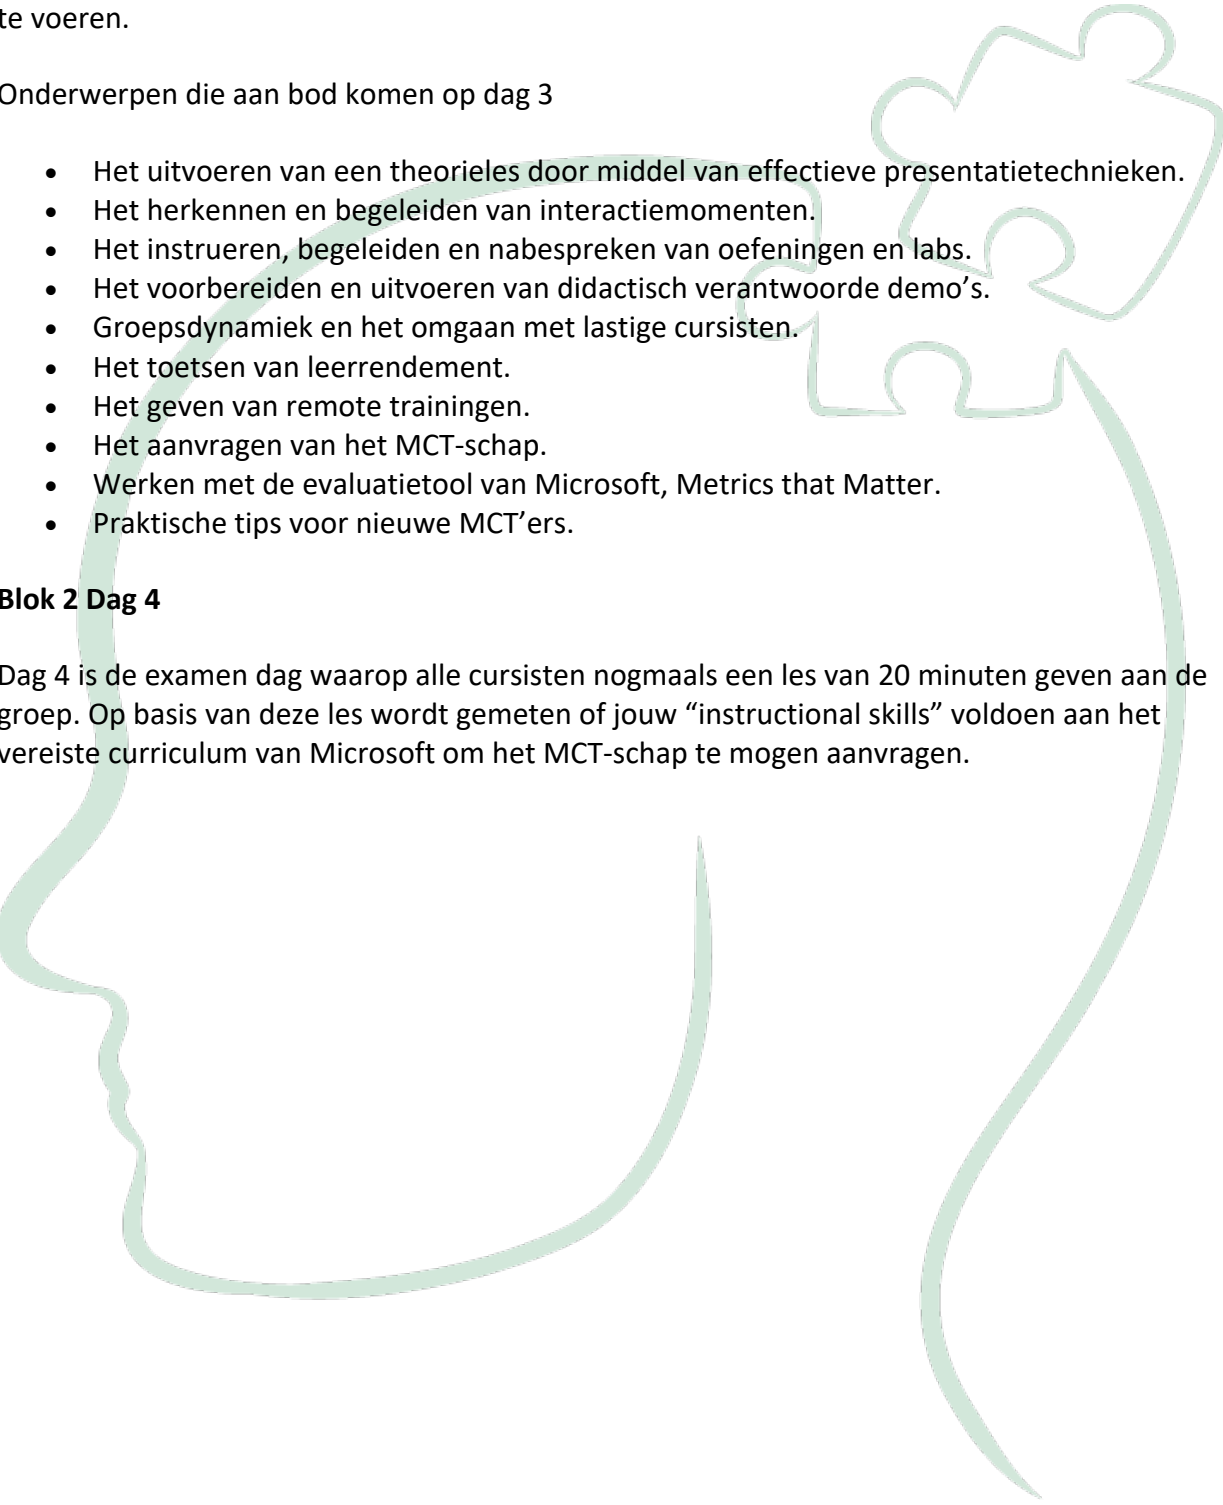 te voeren.
Onderwerpen die aan bod komen op dag 3
• Het uitvoeren van een theorieles door middel van effectieve presentatietechnieken.
• Het herkennen en begeleiden van interactiemomenten.
• Het instrueren, begeleiden en nabespreken van oefeningen en labs.
• Het voorbereiden en uitvoeren van didactisch verantwoorde demo’s.
• Groepsdynamiek en het omgaan met lastige cursisten.
• Het toetsen van leerrendement.
• Het geven van remote trainingen.
• Het aanvragen van het MCT-schap.
• Werken met de evaluatietool van Microsoft, Metrics that Matter.
• Praktische tips voor nieuwe MCT’ers.
Blok 2 Dag 4
Dag 4 is de examen dag waarop alle cursisten nogmaals een les van 20 minuten geven aan de
groep. Op basis van deze les wordt gemeten of jouw “instructional skills” voldoen aan het
vereiste curriculum van Microsoft om het MCT-schap te mogen aanvragen.